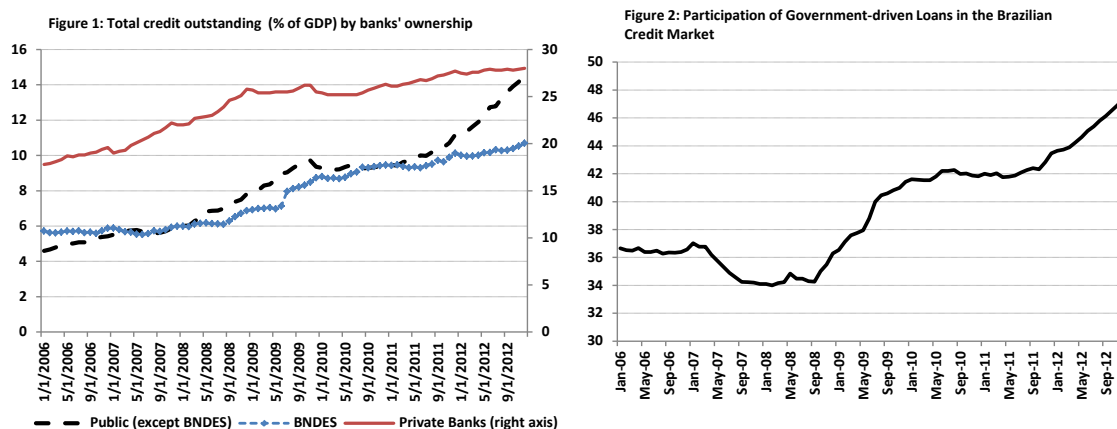 Figure 1: Total credit outstanding (% of GDP) by banks' ownership
16
14
12
10
8
6
4
2
0
30
25
20
15
10
5
0
1/1/2006
5/1/2006
9/1/2006
1/1/2007
5/1/2007
9/1/2007
1/1/2008
5/1/2008
9/1/2008
1/1/2009
5/1/2009
9/1/2009
1/1/2010
5/1/2010
9/1/2010
1/1/2011
5/1/2011
9/1/2011
1/1/2012
5/1/2012
9/1/2012
Public (except BNDES) BNDES Private Banks (right axis)
Figure 2: Participation of Government-driven Loans in the Brazilian
Credit Market
50
48
46
44
42
40
38
36
34
32
30
Jan-06
May-06
Sep-06
Jan-07
May-07
Sep-07
Jan-08
May-08
Sep-08
Jan-09
May-09
Sep-09
Jan-10
May-10
Sep-10
Jan-11
May-11
Sep-11
Jan-12
May-12
Sep-12